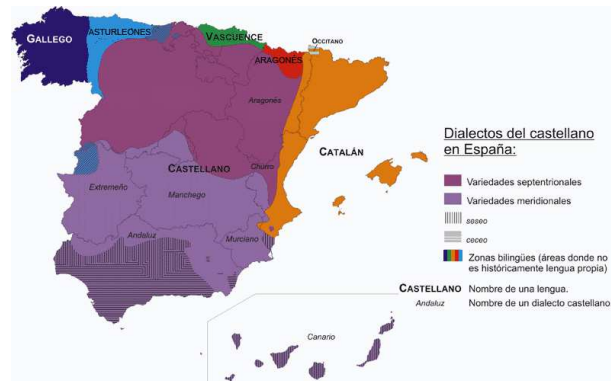 GALLEGO
ASTURLEONÉS
VASCUENCE
OCCITANO
ARAGONÉS
Aragonés
CATALÁN
CASTELLANO
Churro
Extremeño
Manchego
Andaluz
Murciano
Canario
Dialectos del castellano
en España:
Variedades septentrionales
Variedades meridionales
seseo
ceceo
Zonas bilingües (áreas donde no
es históricamente lengua propia)
CASTELLANO Nombre de una lengua.
Andaluz Nombre de un dialecto castellano